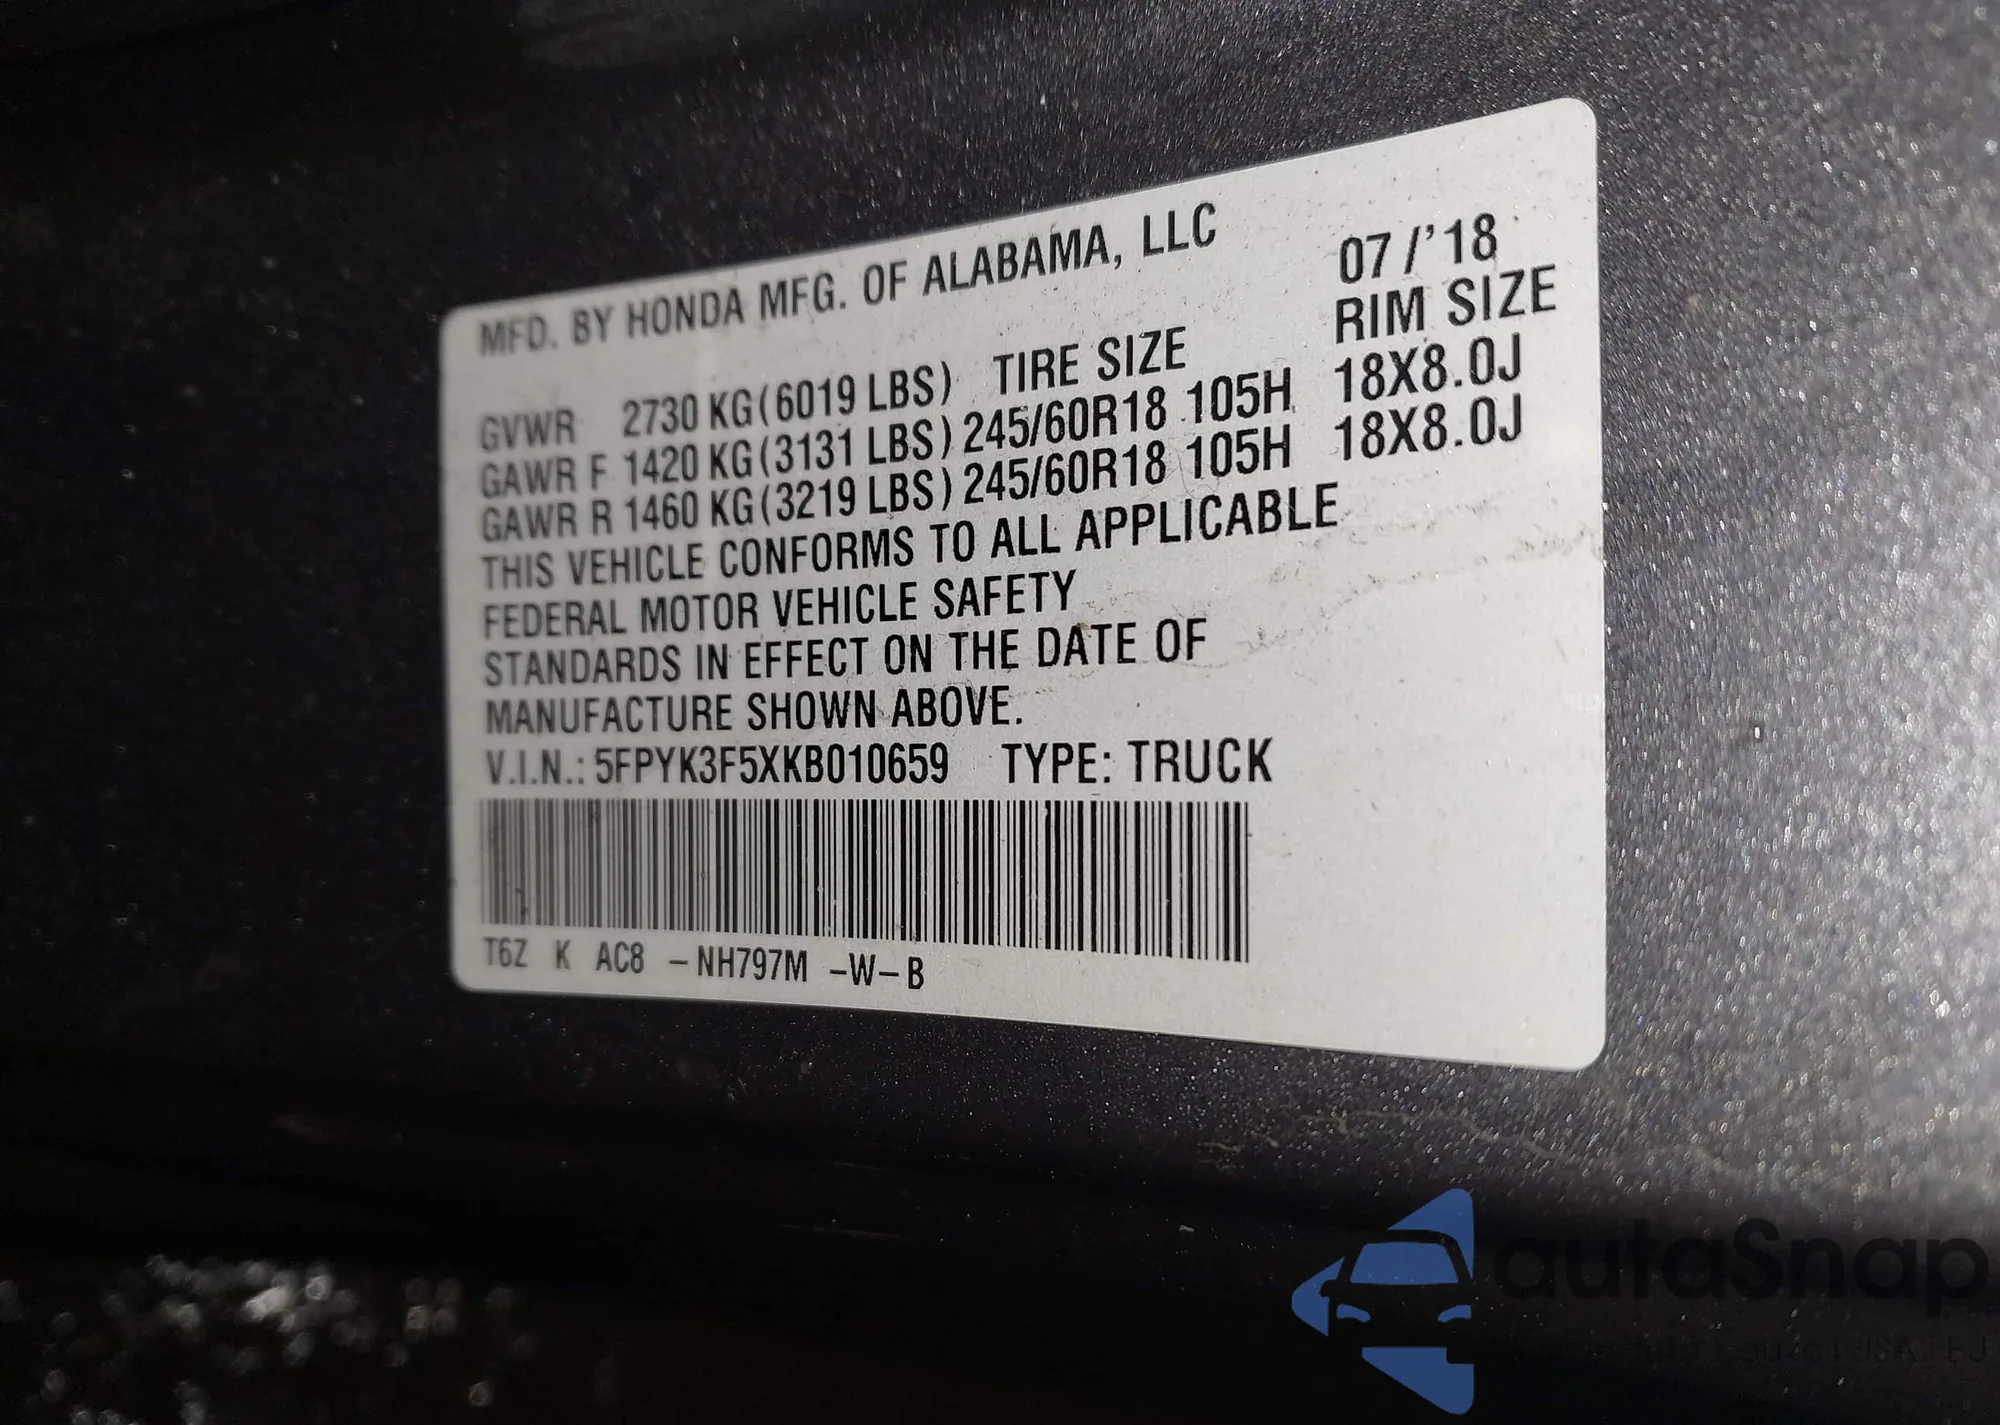 MFD. BY HONDA MFG. OF ALABAMA, LLC 07/'18
TIRE SIZE RIM SIZE
GVWR 2730 KG(6019 LBS)
GAWR F 1420 KG(3131 LBS) 245/60R18 105H 18X8.0J
GAWR R 1460 KG(3219 LBS) 245/60R18 105H 18X8.0J
THIS VEHICLE CONFORMS TO ALL APPLICABLE
FEDERAL MOTOR VEHICLE SAFETY
STANDARDS IN EFFECT ON THE DATE OF
MANUFACTURE SHOWN ABOVE.
V.I.N.: 5FPYK3F5XKB010659 TYPE: TRUCK
T6Z K AC8 -NH797M -W-B
autaSnap